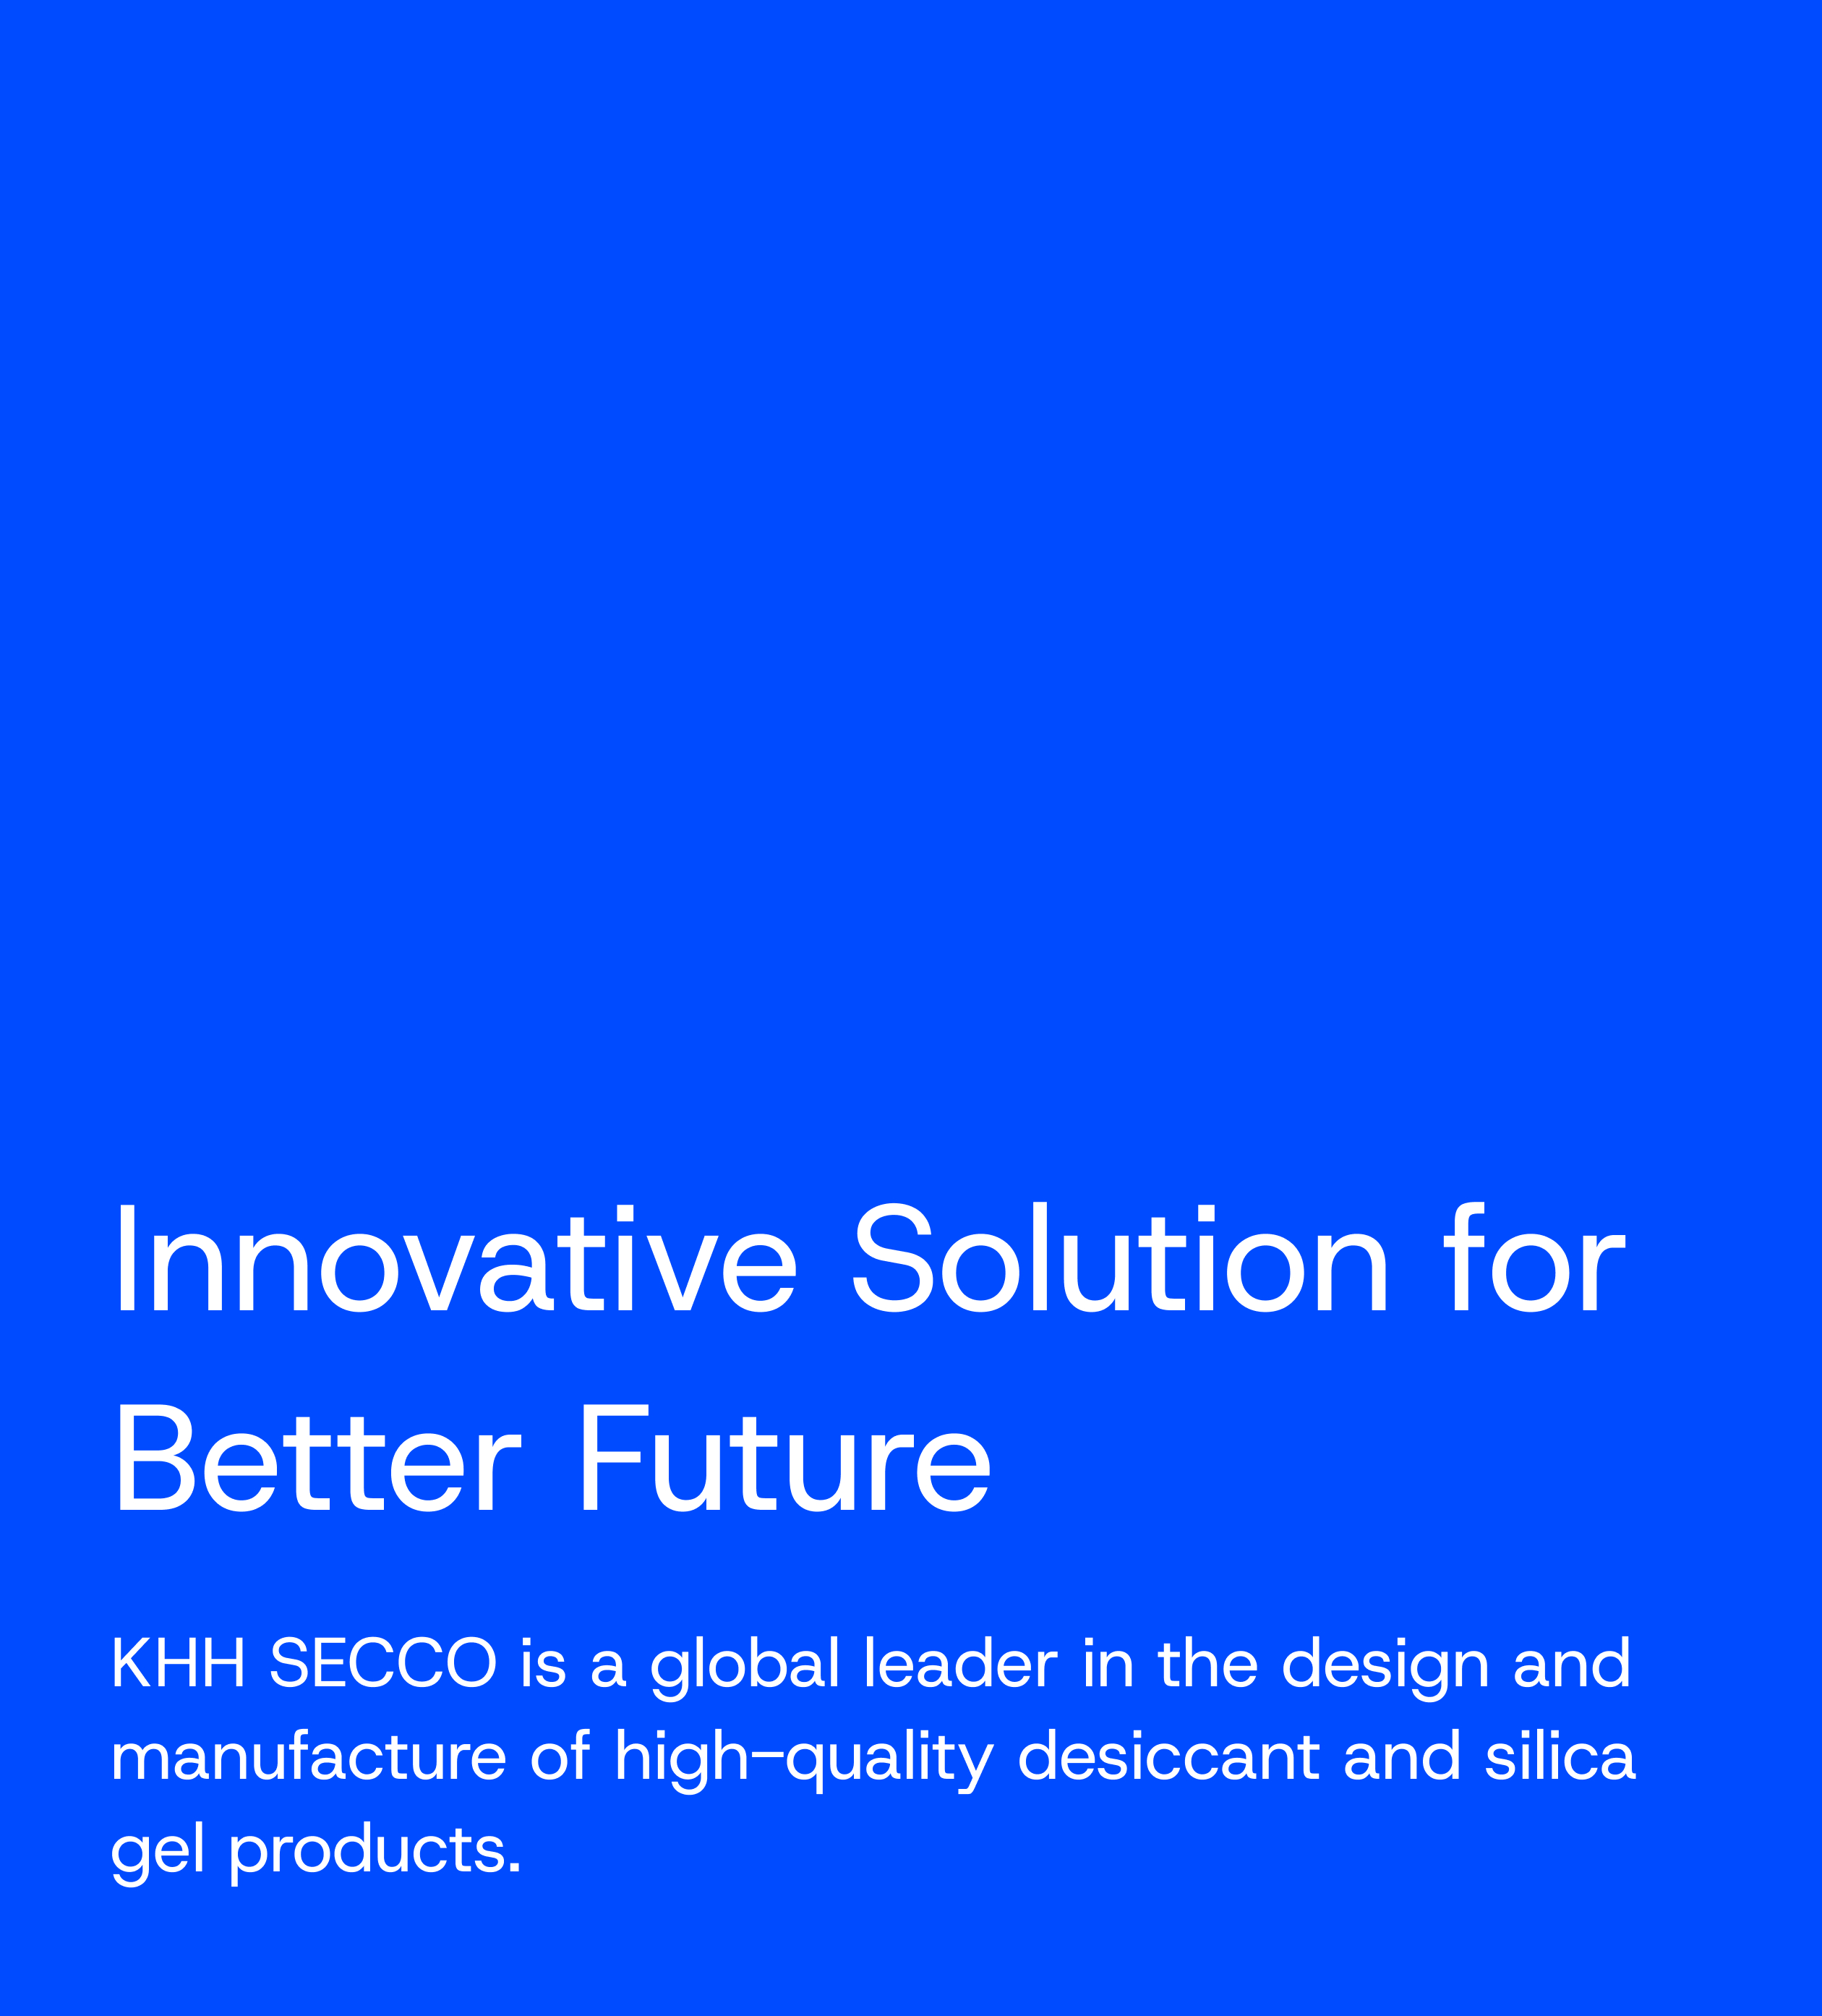 Innovative Solution for
Better Future
KHH SECCO is a global leader in the design and
manufacture of high-quality desiccant and silica
gel products.